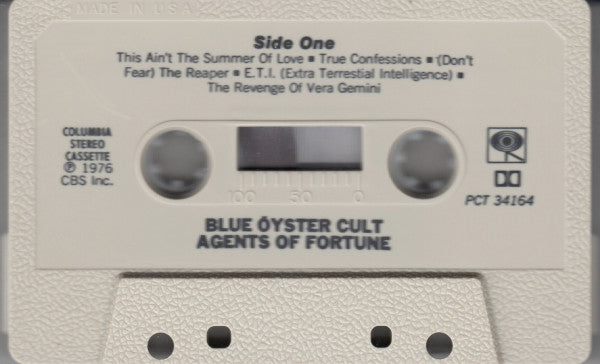 MADE IN U.S.A.
Side One
This Ain't The Summer Of Love ▪ True Confessions ▪ (Don't
Fear) The Reaper ▪ E.T.I. (Extra Terrestial Intelligence) ▪
The Revenge Of Vera Gemini
COLUMBIA
STEREO
CASSETTE
℗ 1976
CBS Inc.
100 50 0
PCT 34164
BLUE ÖYSTER CULT
AGENTS OF FORTUNE